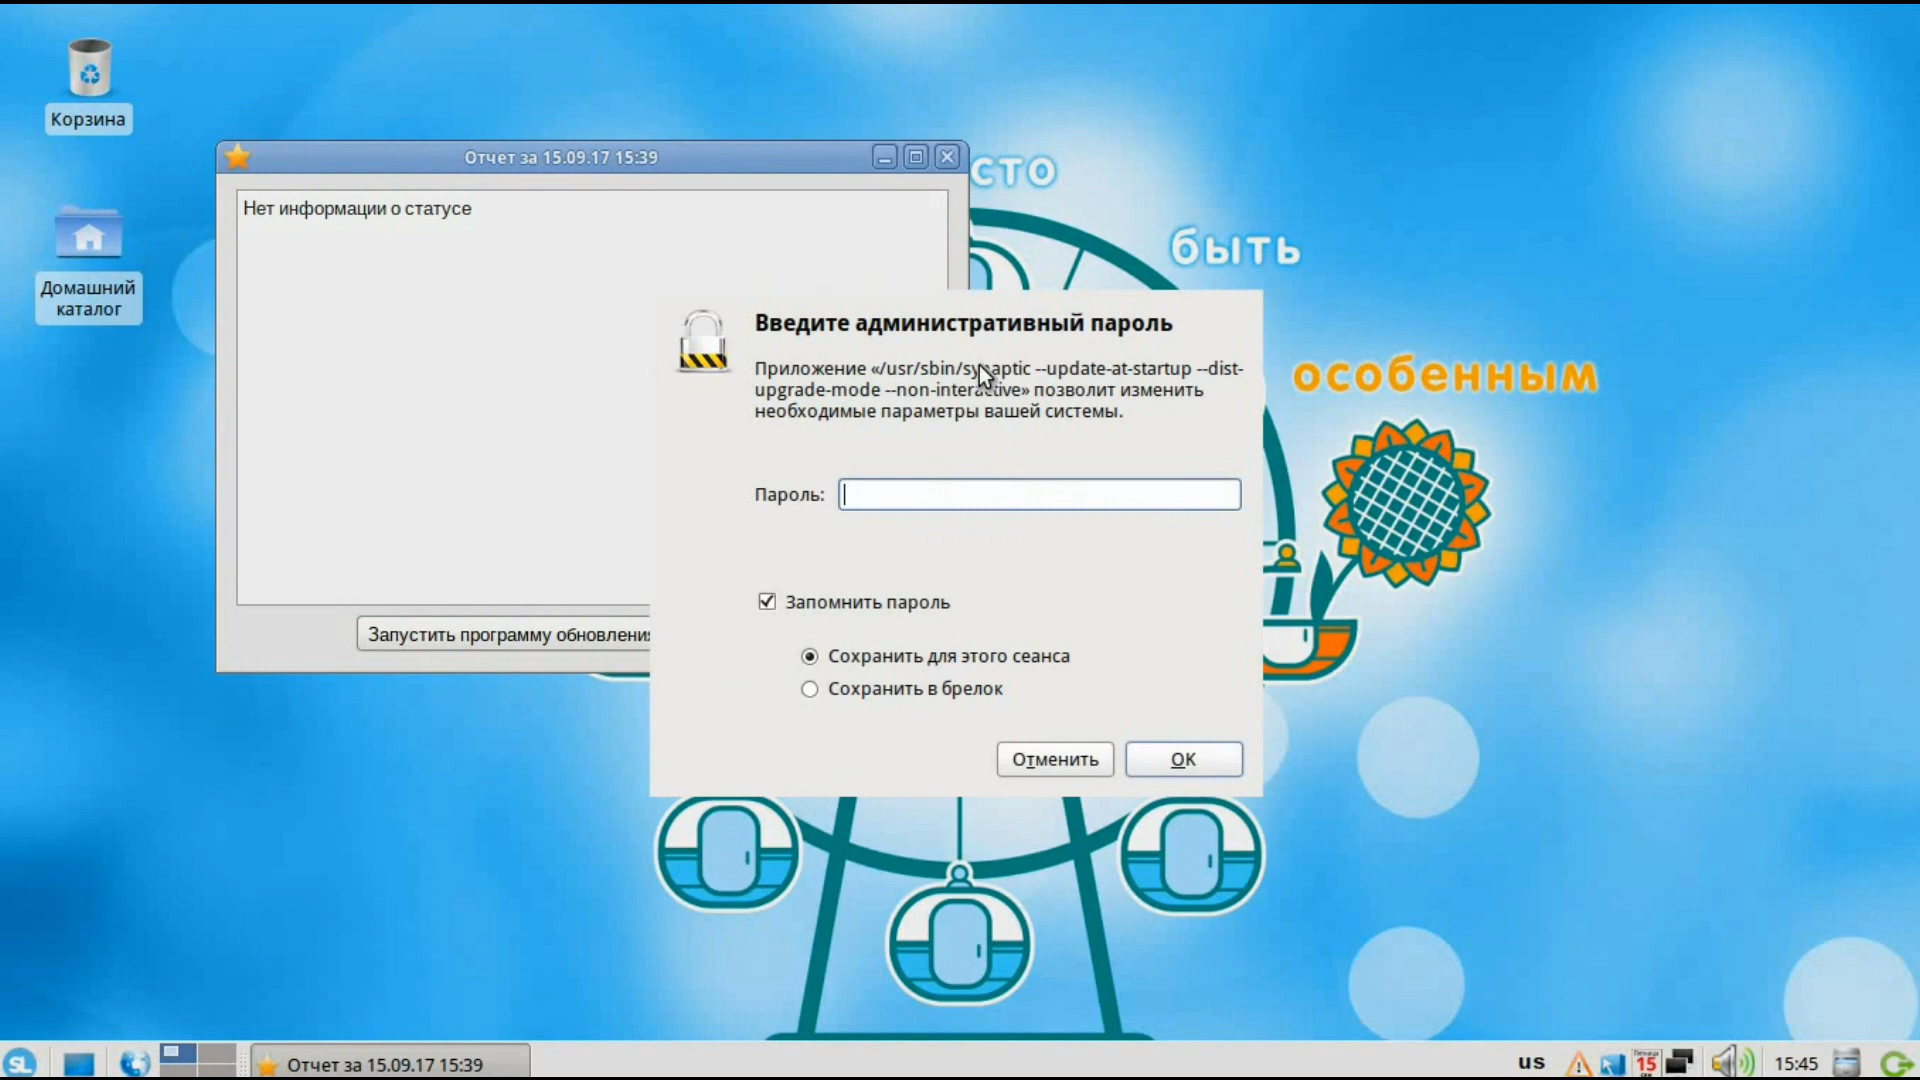 Корзина
Домашний
каталог
Отчет за 15.09.17 15:39
Нет информации о статусе
Запустить программу обновления
сто
быть
особенным
Введите административный пароль
Приложение «/usr/sbin/synaptic --update-at-startup --dist-
upgrade-mode --non-interactive» позволит изменить
необходимые параметры вашей системы.
Пароль:
Запомнить пароль
Сохранить для этого сеанса
Сохранить в брелок
Отменить
OK
SL
Отчет за 15.09.17 15:39
us
15
15:45